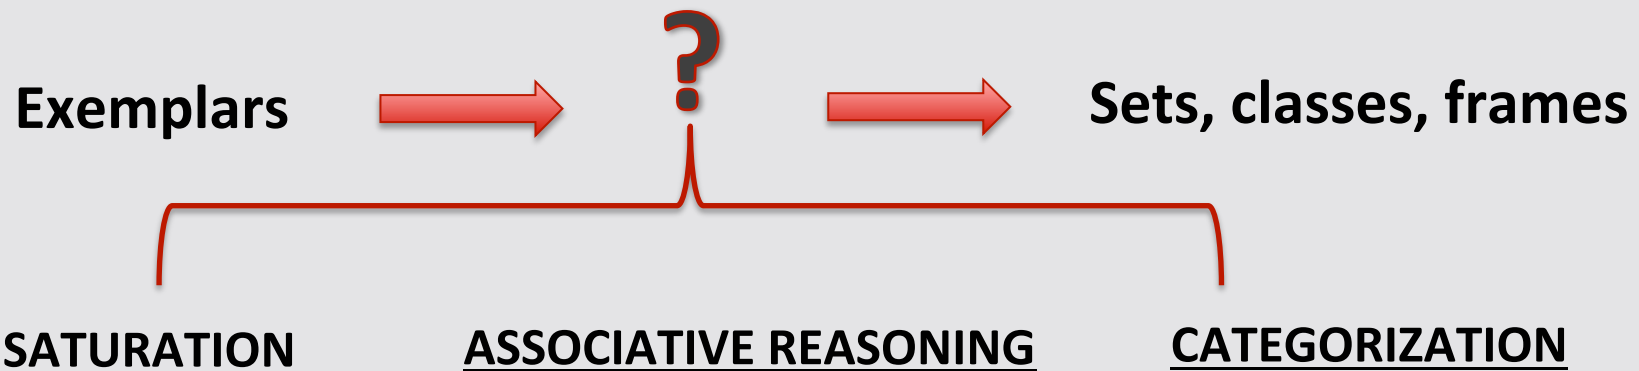 ?
Exemplars Sets, classes, frames
SATURATION ASSOCIATIVE REASONING CATEGORIZATION